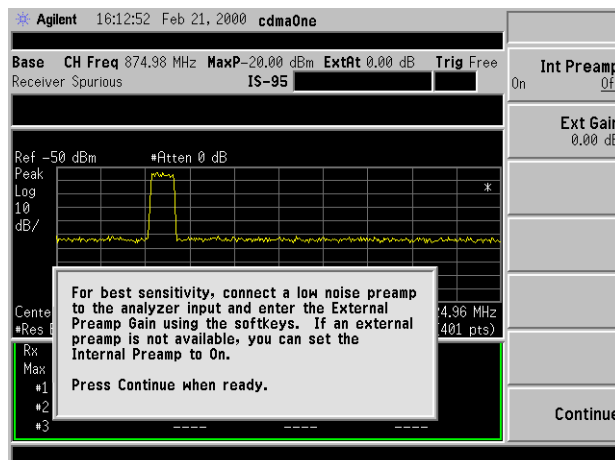 Agilent 16:12:52 Feb 21, 2000 cdmaOne
Base CH Freq 874.98 MHz MaxP-20.00 dBm ExtAt 0.00 dB Trig Free
Receiver Spurious IS-95
Int Preamp
On Of
Ext Gain
0.00 dB
Ref -50 dBm #Atten 0 dB
Peak
Log
10
dB/
*
For best sensitivity, connect a low noise preamp
to the analyzer input and enter the External
Preamp Gain using the softkeys. If an external
preamp is not available, you can set the
Internal Preamp to On.
Press Continue when ready.
Cente 4.96 MHz
#Res (401 pts)
Rx
Max
#1
#2
#3 ---- ---- ----
Continue